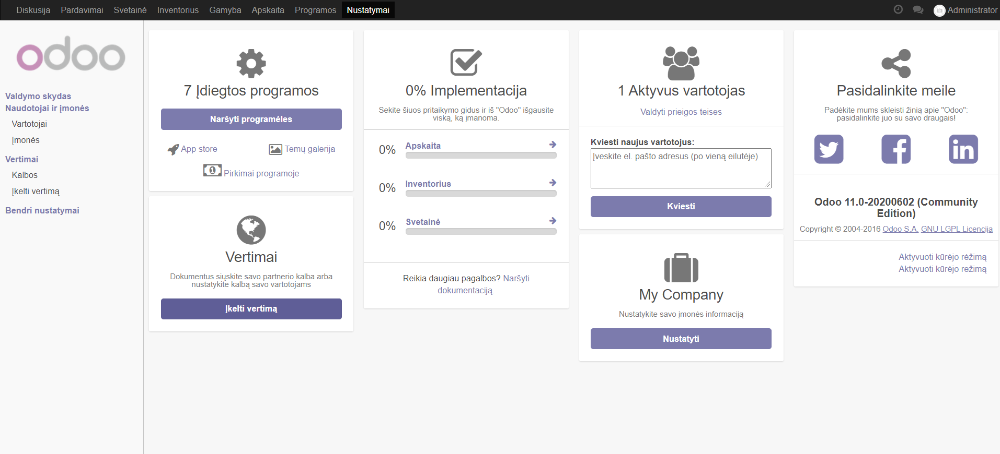 Diskusija Pardavimai Svetainė Inventorius Gamyba Apskaita Programos Nustatymai Administrator
odoo
Valdymo skydas
Naudotojai ir įmonės
Vartotojai
Įmonės
Vertimai
Kalbos
Įkelti vertimą
Bendri nustatymai
7 Įdiegtos programos
Naršyti programėles
App store Temų galerija
1 Pirkimai programoje
Vertimai
Dokumentus siųskite savo partnerio kalba arba
nustatykite kalbą savo vartotojams
Įkelti vertimą
0% Implementacija
Sekite šiuos pritaikymo gidus ir iš "Odoo" išgausite
viską, ką įmanoma.
0% Apskaita
0% Inventorius
0% Svetainė
Reikia daugiau pagalbos? Naršyti
dokumentaciją.
1 Aktyvus vartotojas
Valdyti prieigos teises
Kviesti naujus vartotojus:
Įveskite el. pašto adresus (po vieną eilutėje)
Kviesti
My Company
Nustatykite savo įmonės informaciją
Nustatyti
Pasidalinkite meile
Padėkite mums skleisti žinią apie "Odoo":
pasidalinkite juo su savo draugais!
Odoo 11.0-20200602 (Community
Edition)
Copyright © 2004-2016 Odoo S.A. GNU LGPL Licencija
Aktyvuoti kūrėjo rėžimą
Aktyvuoti kūrėjo režimą